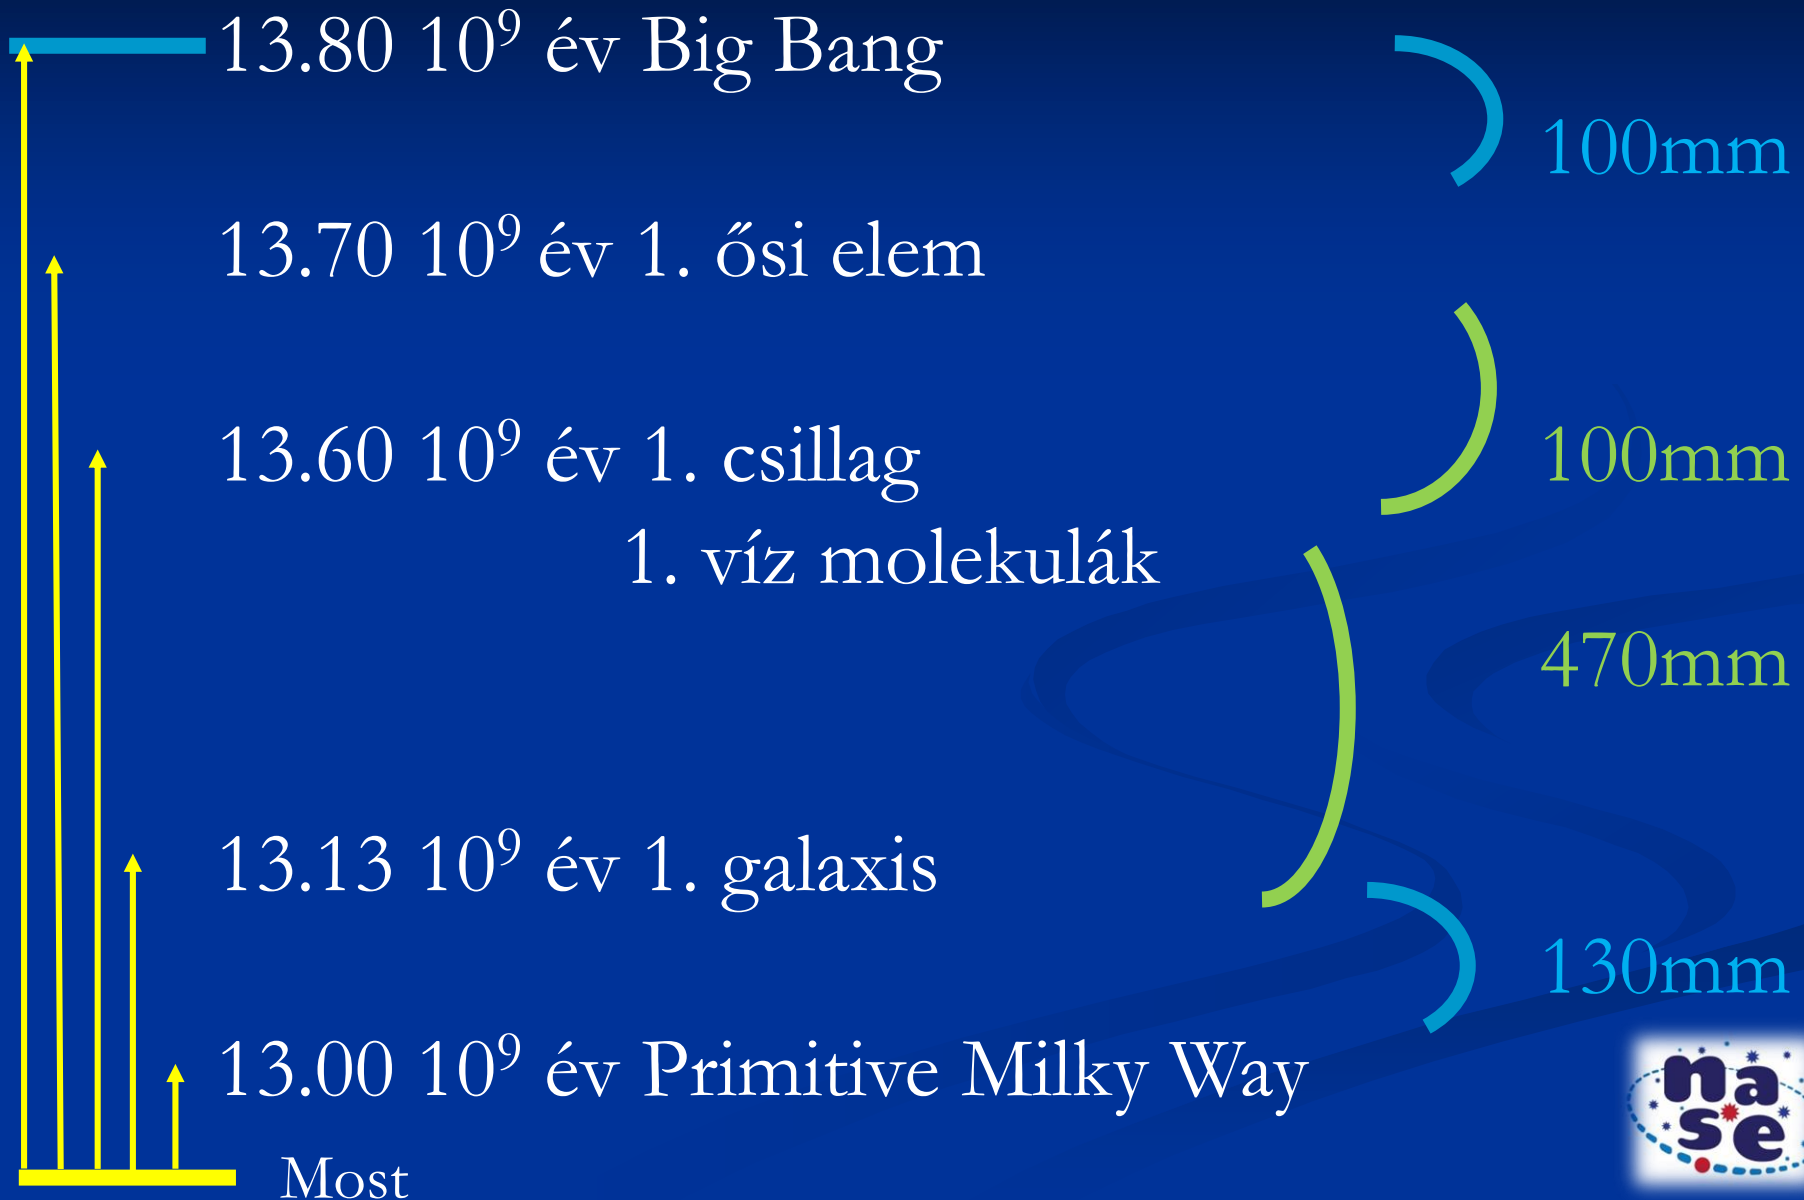 13.80 10⁹ év Big Bang
100mm
13.70 10⁹ év 1. ősi elem
13.60 10⁹ év 1. csillag
100mm
1. víz molekulák
470mm
13.13 10⁹ év 1. galaxis
130mm
13.00 10⁹ év Primitive Milky Way
Most
nase